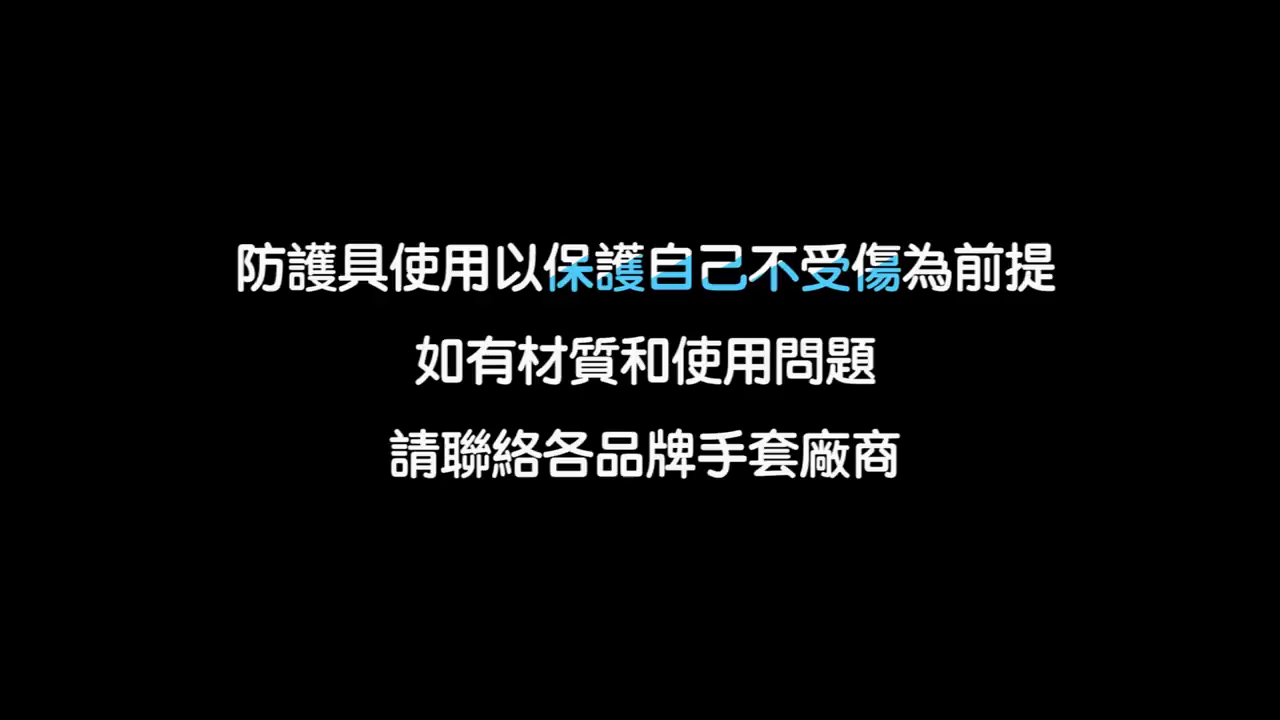 防護具使用以保護自己不受傷為前提
如有材質和使用問題
請聯絡各品牌手套廠商